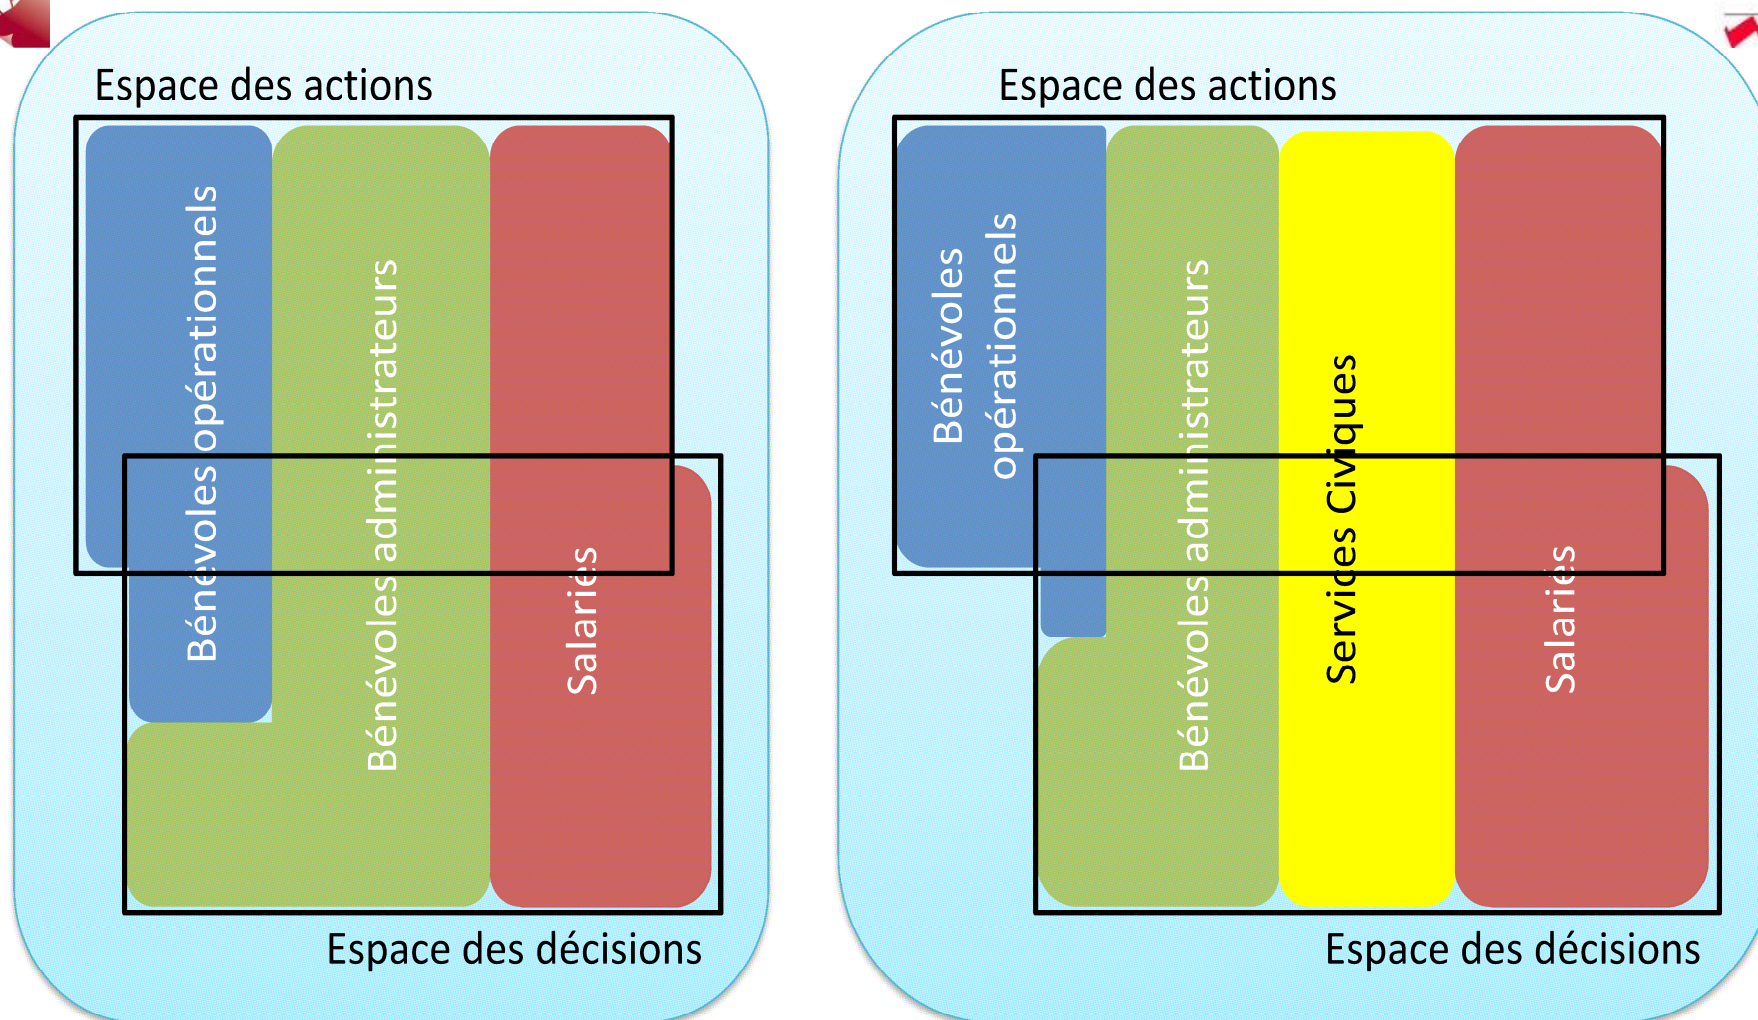 Espace des actions
Bénévoles opérationnels
Bénévoles administrateurs
Salariés
Espace des décisions
Espace des actions
Bénévoles
opérationnels
Bénévoles administrateurs
Services Civiques
Salariés
Espace des décisions